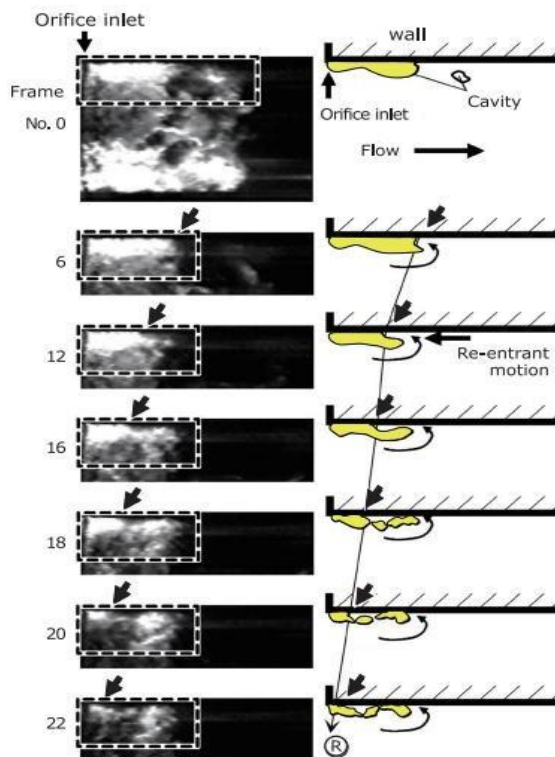 Orifice inlet
Frame
No. 0
wall
Cavity
Orifice inlet
Flow
6
12
Re-entrant
motion
16
18
20
22
R